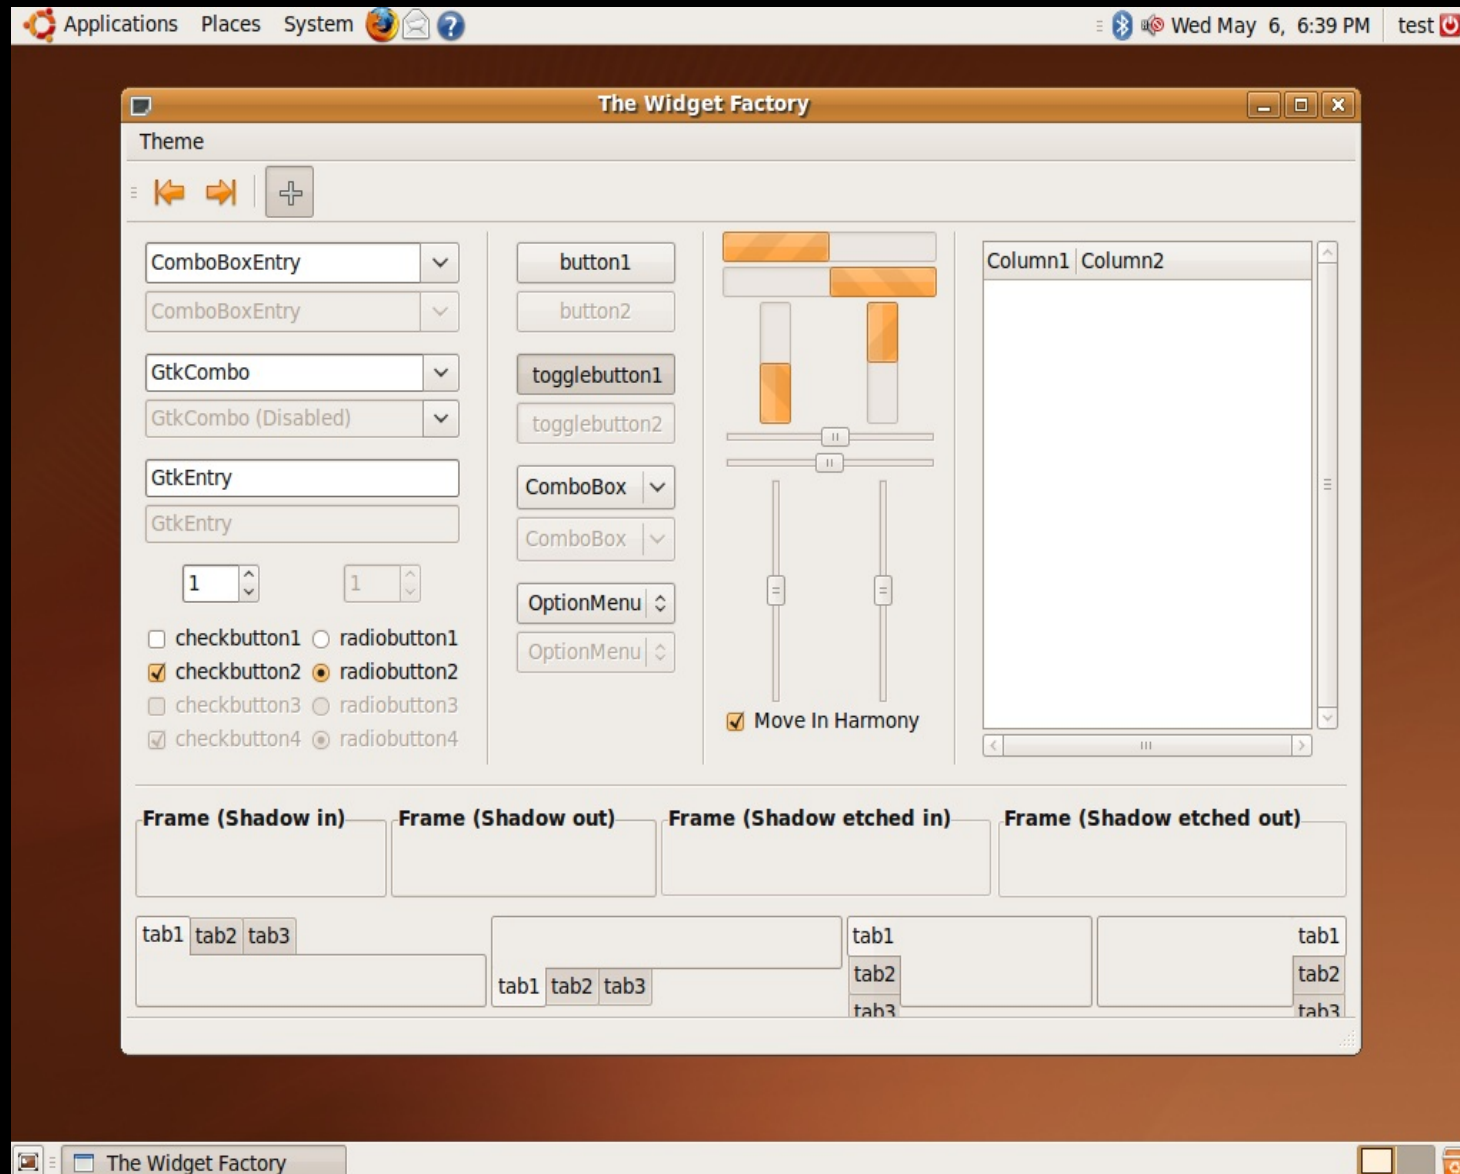 Applications Places System Wed May 6, 6:39 PM test
The Widget Factory
Theme
ComboBoxEntry
ComboBoxEntry
GtkCombo
GtkCombo (Disabled)
GtkEntry
GtkEntry
1 1
checkbutton1 radiobutton1
checkbutton2 radiobutton2
checkbutton3 radiobutton3
checkbutton4 radiobutton4
button1
button2
togglebutton1
togglebutton2
ComboBox
ComboBox
OptionMenu
OptionMenu
Move In Harmony
Column1 Column2
Frame (Shadow in) Frame (Shadow out) Frame (Shadow etched in) Frame (Shadow etched out)
tab1 tab2 tab3
tab1 tab2 tab3
tab1
tab2
tab3
tab1
tab2
tab3
The Widget Factory